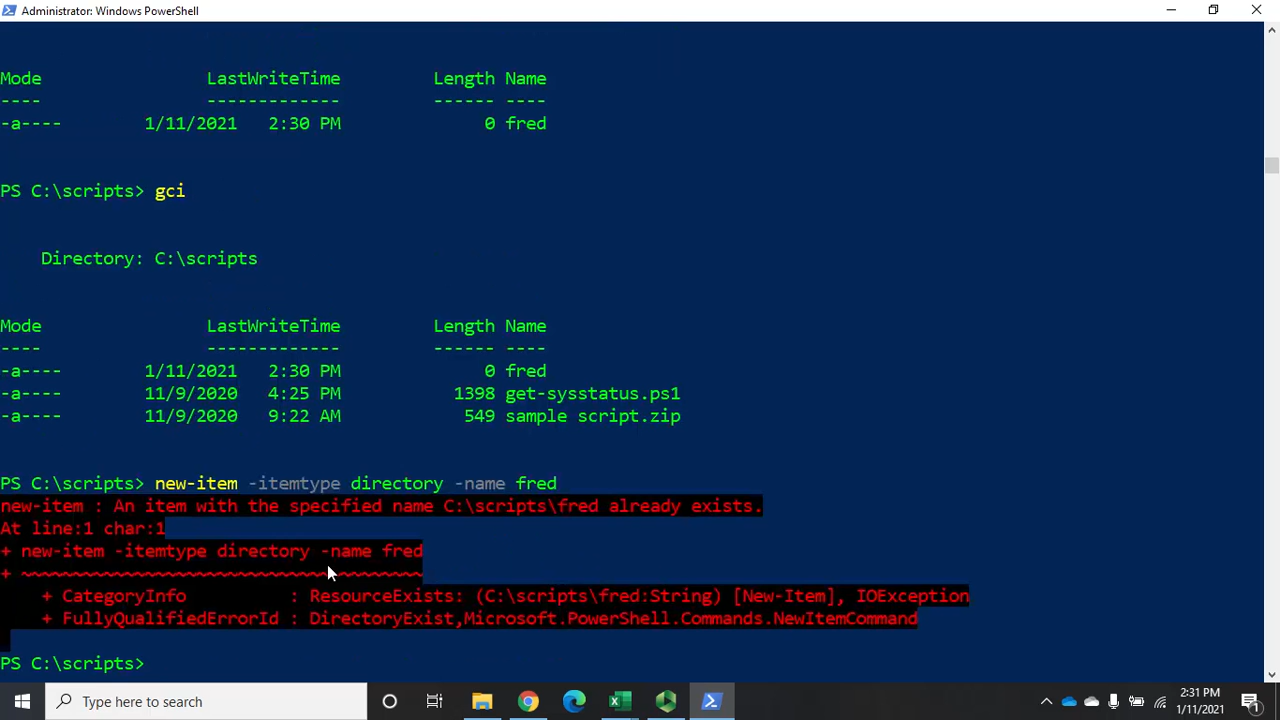 Administrator: Windows PowerShell
Mode LastWriteTime Length Name
---- ------------- ------ ----
-a---- 1/11/2021 2:30 PM 0 fred
PS C:\scripts> gci
Directory: C:\scripts
Mode LastWriteTime Length Name
---- ------------- ------ ----
-a---- 1/11/2021 2:30 PM 0 fred
-a---- 11/9/2020 4:25 PM 1398 get-sysstatus.ps1
-a---- 11/9/2020 9:22 AM 549 sample script.zip
PS C:\scripts> new-item -itemtype directory -name fred
new-item : An item with the specified name C:\scripts\fred already exists.
At line:1 char:1
+ new-item -itemtype directory -name fred
+ ~~~~~~~~~~~~~~~~~~~~~~~~~~~~~~~~~~~~~~~
+ CategoryInfo : ResourceExists: (C:\scripts\fred:String) [New-Item], IOException
+ FullyQualifiedErrorId : DirectoryExist,Microsoft.PowerShell.Commands.NewItemCommand
PS C:\scripts>
Type here to search
2:31 PM
1/11/2021
1